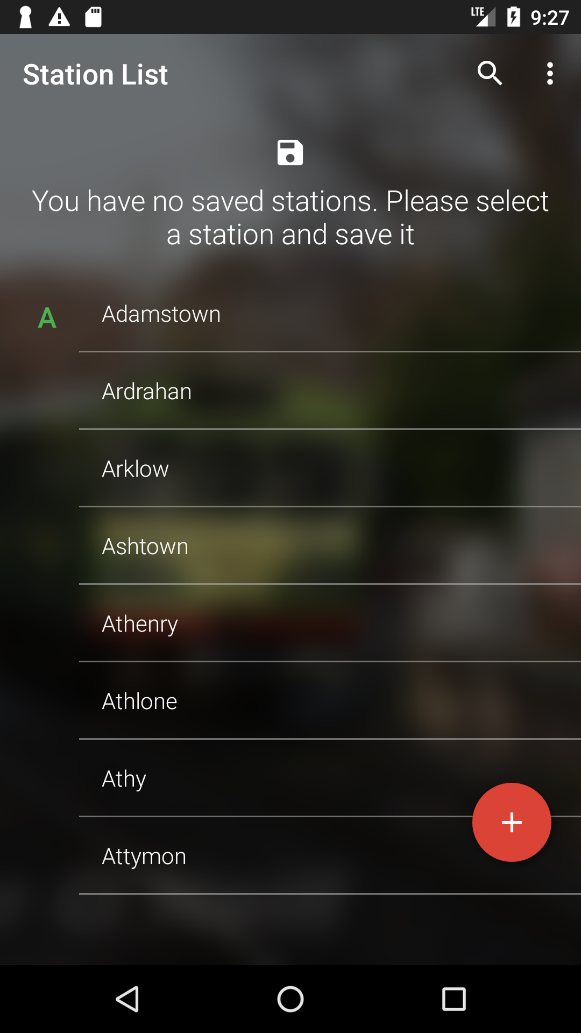 LTE
9:27
Station List
You have no saved stations. Please select
a station and save it
A
Adamstown
Ardrahan
Arklow
Ashtown
Athenry
Athlone
Athy
Attymon